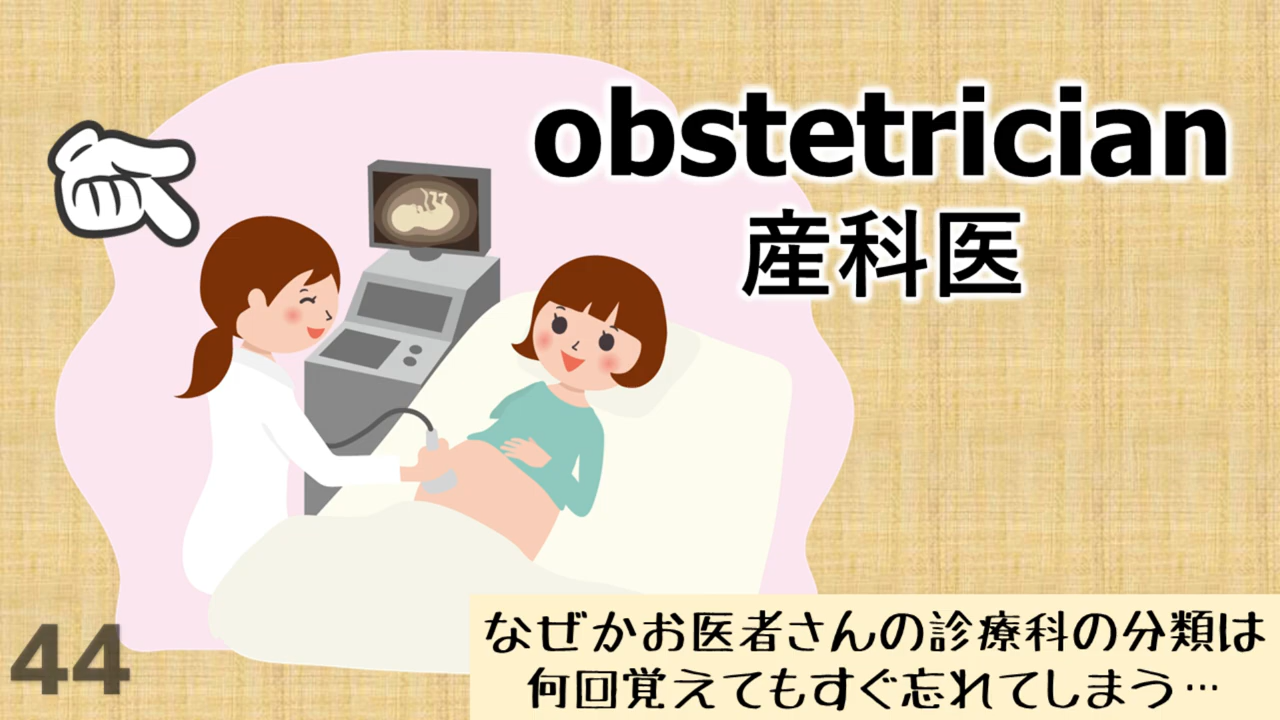 obstetrician
産科医
なぜかお医者さんの診療科の分類は
何回覚えてもすぐ忘れてしまう…
44